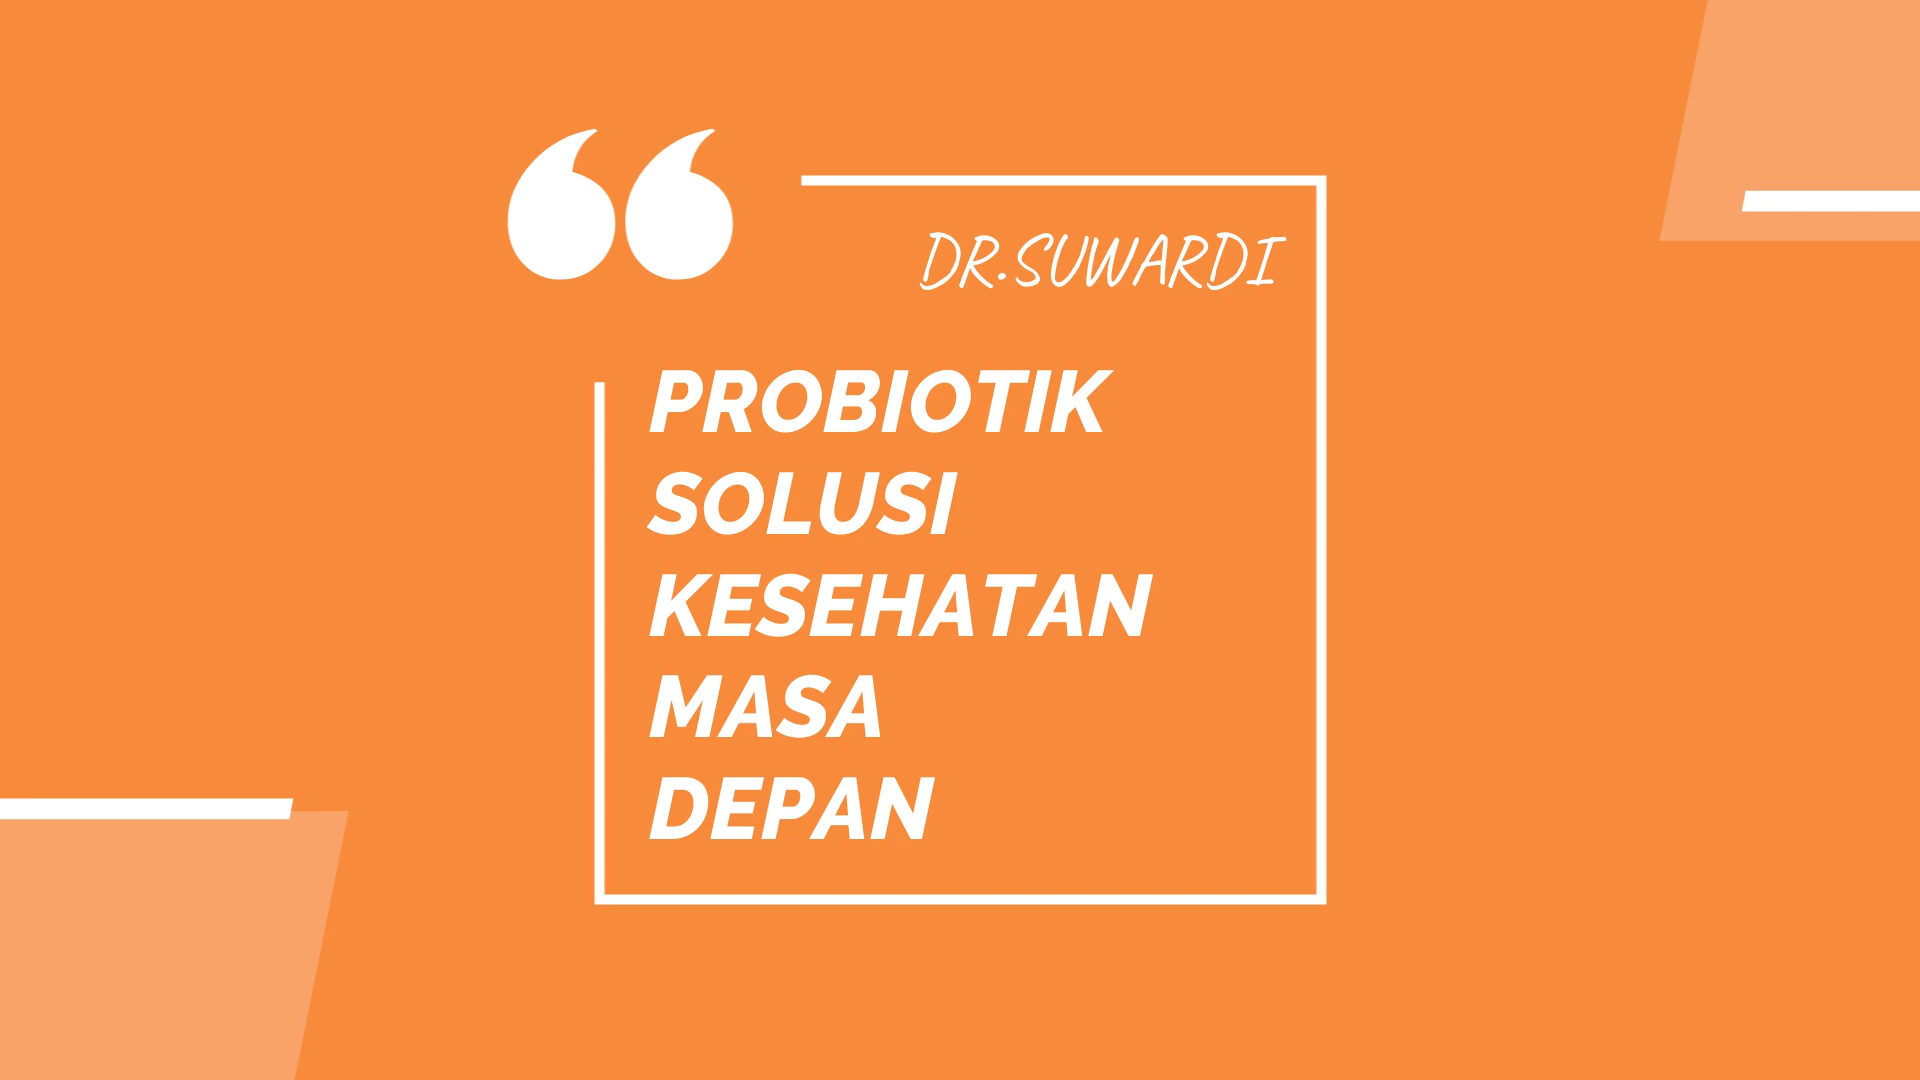 DR.SUWARDI
PROBIOTIK
SOLUSI
KESEHATAN
MASA
DEPAN